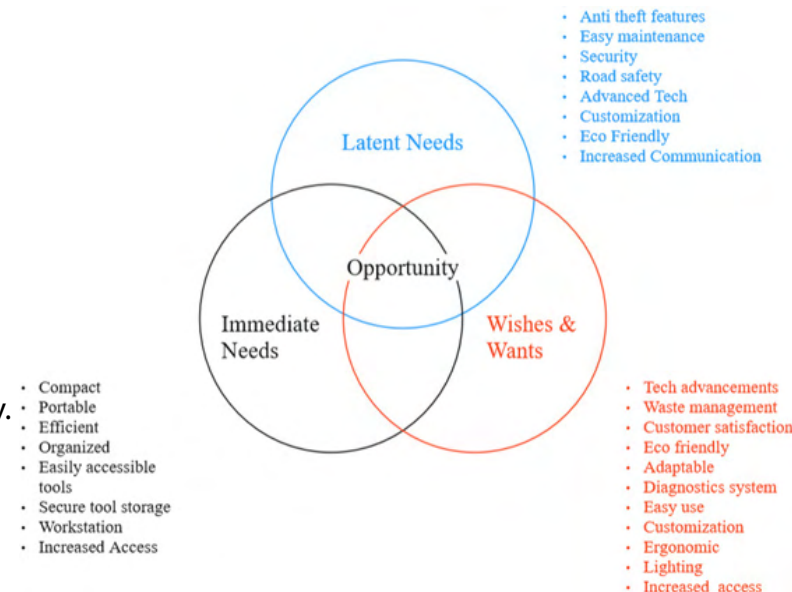 • Anti theft features
• Easy maintenance
• Security
• Road safety
• Advanced Tech
• Customization
• Eco Friendly
• Increased Communication
Latent Needs
Opportunity
Immediate
Needs
Wishes &
Wants
y.
• Compact
• Portable
• Efficient
• Organized
• Easily accessible
tools
• Secure tool storage
• Workstation
• Increased Access
• Tech advancements
• Waste management
• Customer satisfaction
• Eco friendly
• Adaptable
• Diagnostics system
• Easy use
• Customization
• Ergonomic
• Lighting
• Increased access